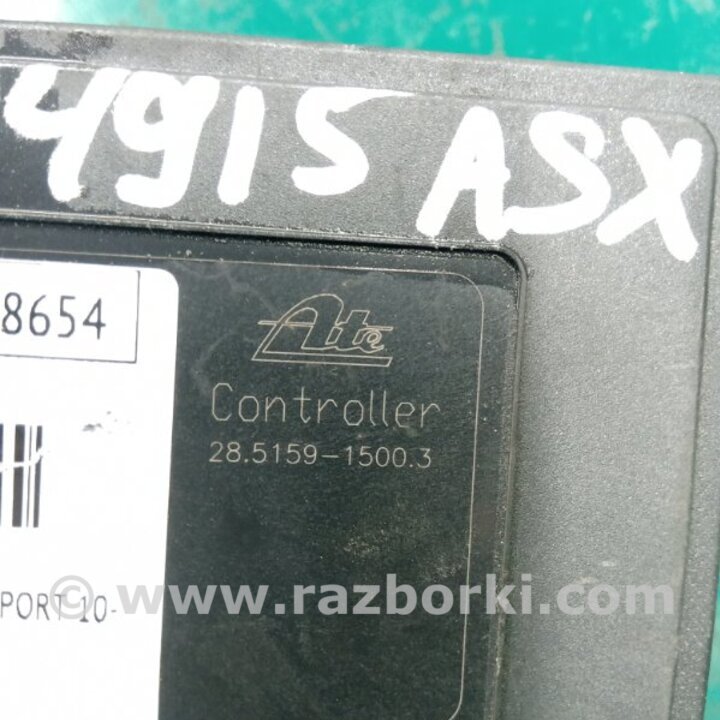 4915 ASX
8654
Ate
Controller
28.5159-1500.3
PORT 10-
© www.razborki.com